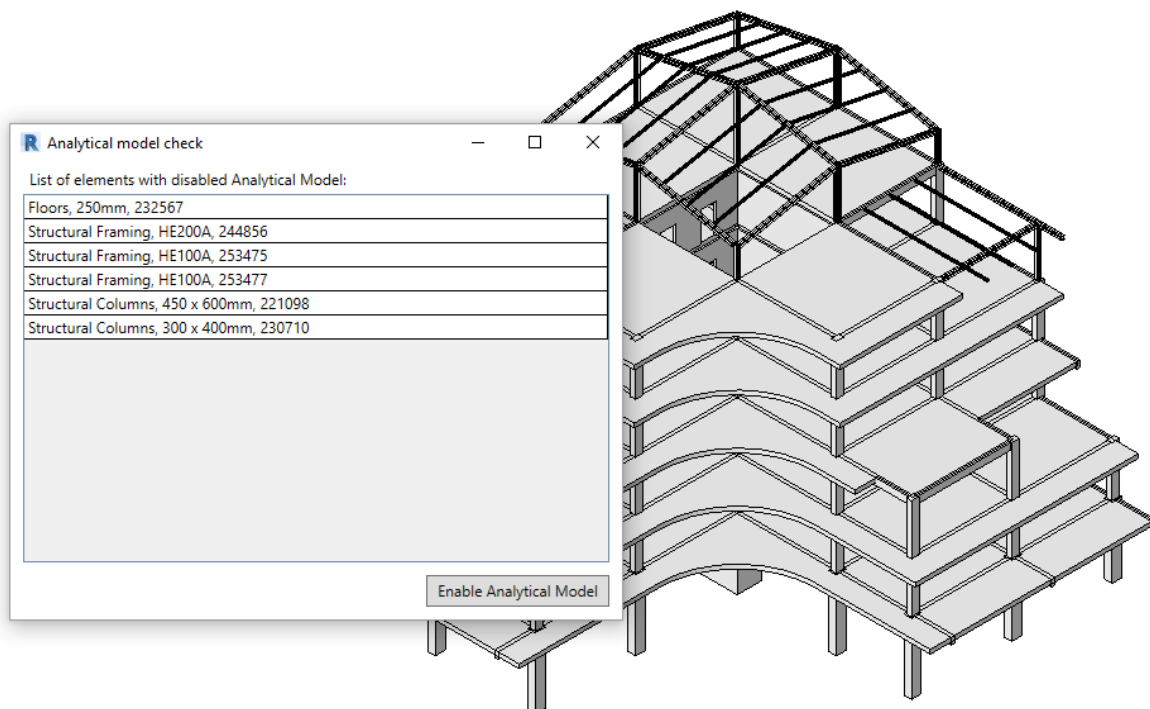 R Analytical model check
List of elements with disabled Analytical Model:
Floors, 250mm, 232567
Structural Framing, HE200A, 244856
Structural Framing, HE100A, 253475
Structural Framing, HE100A, 253477
Structural Columns, 450 x 600mm, 221098
Structural Columns, 300 x 400mm, 230710
Enable Analytical Model